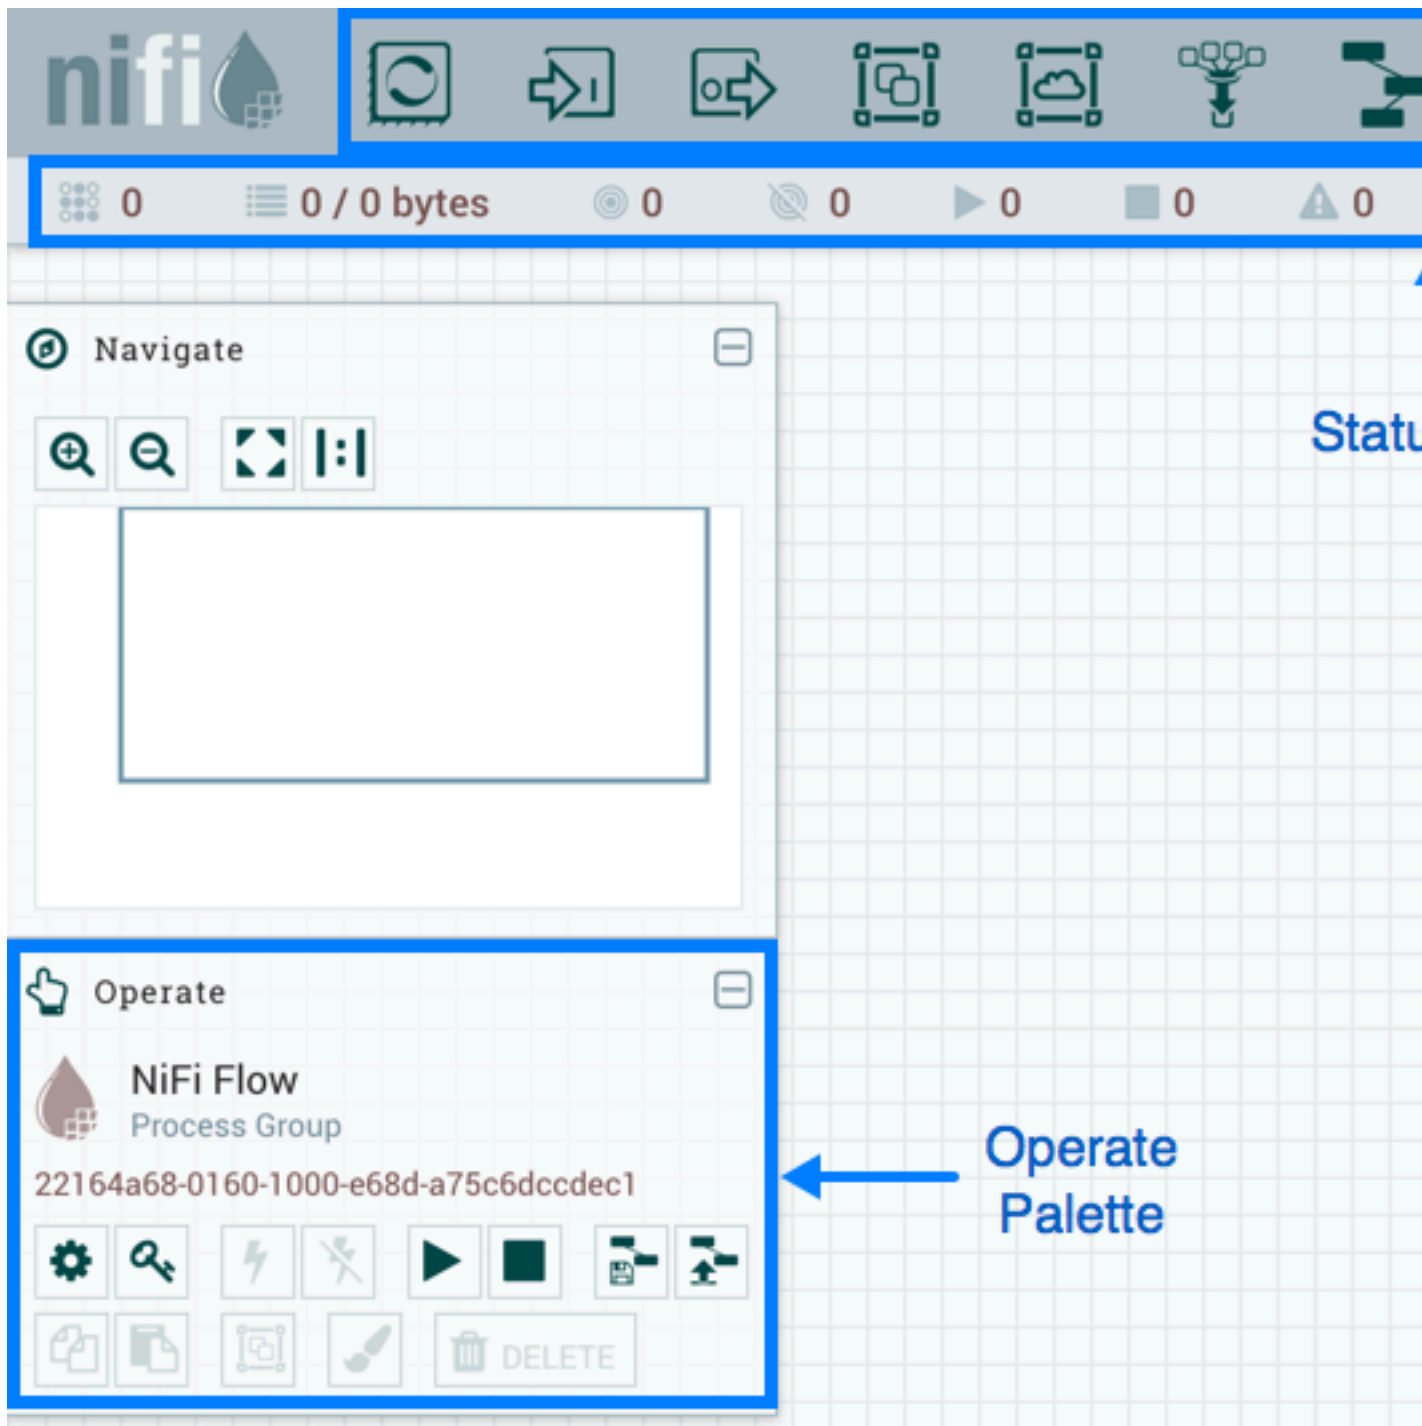 nifi
0 0 / 0 bytes 0 0 0 0 0
Navigate
Statu
Operate
NiFi Flow
Process Group
22164a68-0160-1000-e68d-a75c6dccdec1
Operate
Palette
DELETE